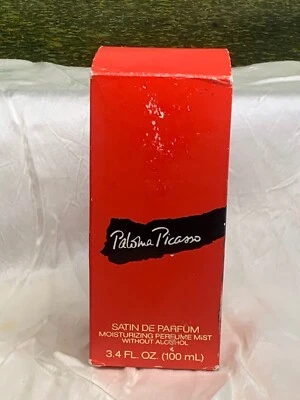 Paloma Picasso
SATIN DE PARFUM
MOISTURIZING PERFUME MIST
WITHOUT ALCOHOL
3.4 FL. OZ. (100 mL)